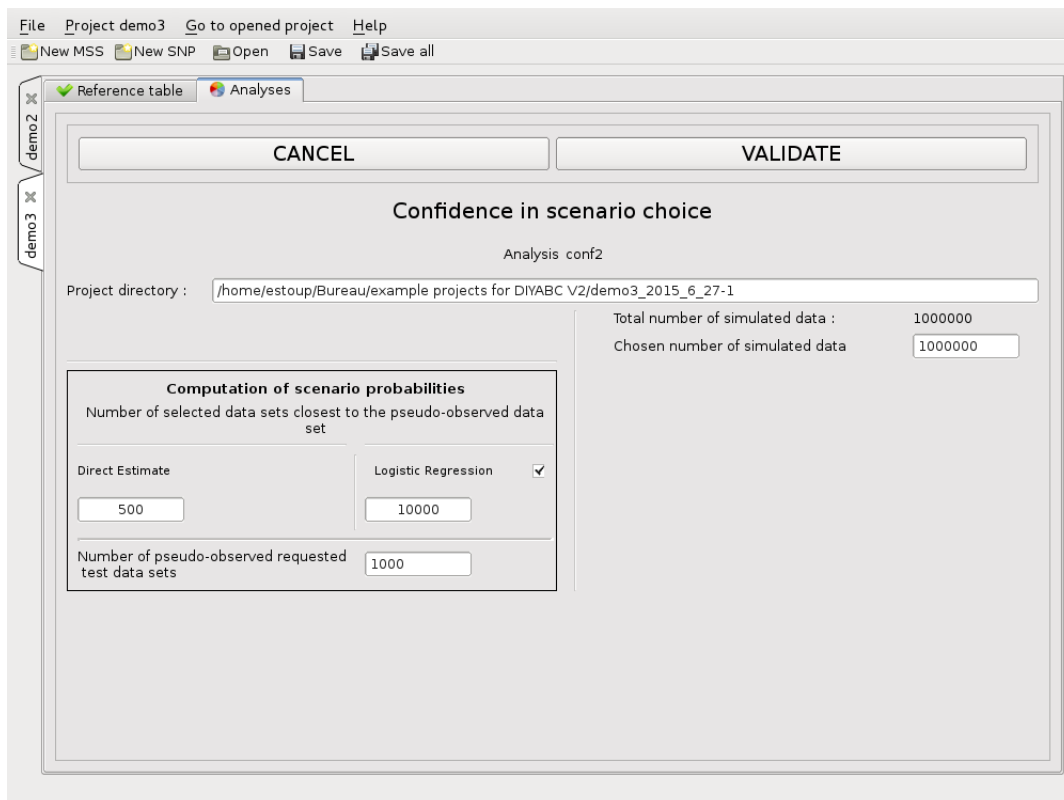 File Project demo3 Go to opened project Help
New MSS New SNP Open Save Save all
demo2
demo3
Reference table Analyses
CANCEL VALIDATE
Confidence in scenario choice
Analysis conf2
Project directory : /home/estoup/Bureau/example projects for DIYABC V2/demo3_2015_6_27-1
Total number of simulated data : 1000000
Chosen number of simulated data 1000000
Computation of scenario probabilities
Number of selected data sets closest to the pseudo-observed data
set
Direct Estimate Logistic Regression
500 10000
Number of pseudo-observed requested
test data sets
1000